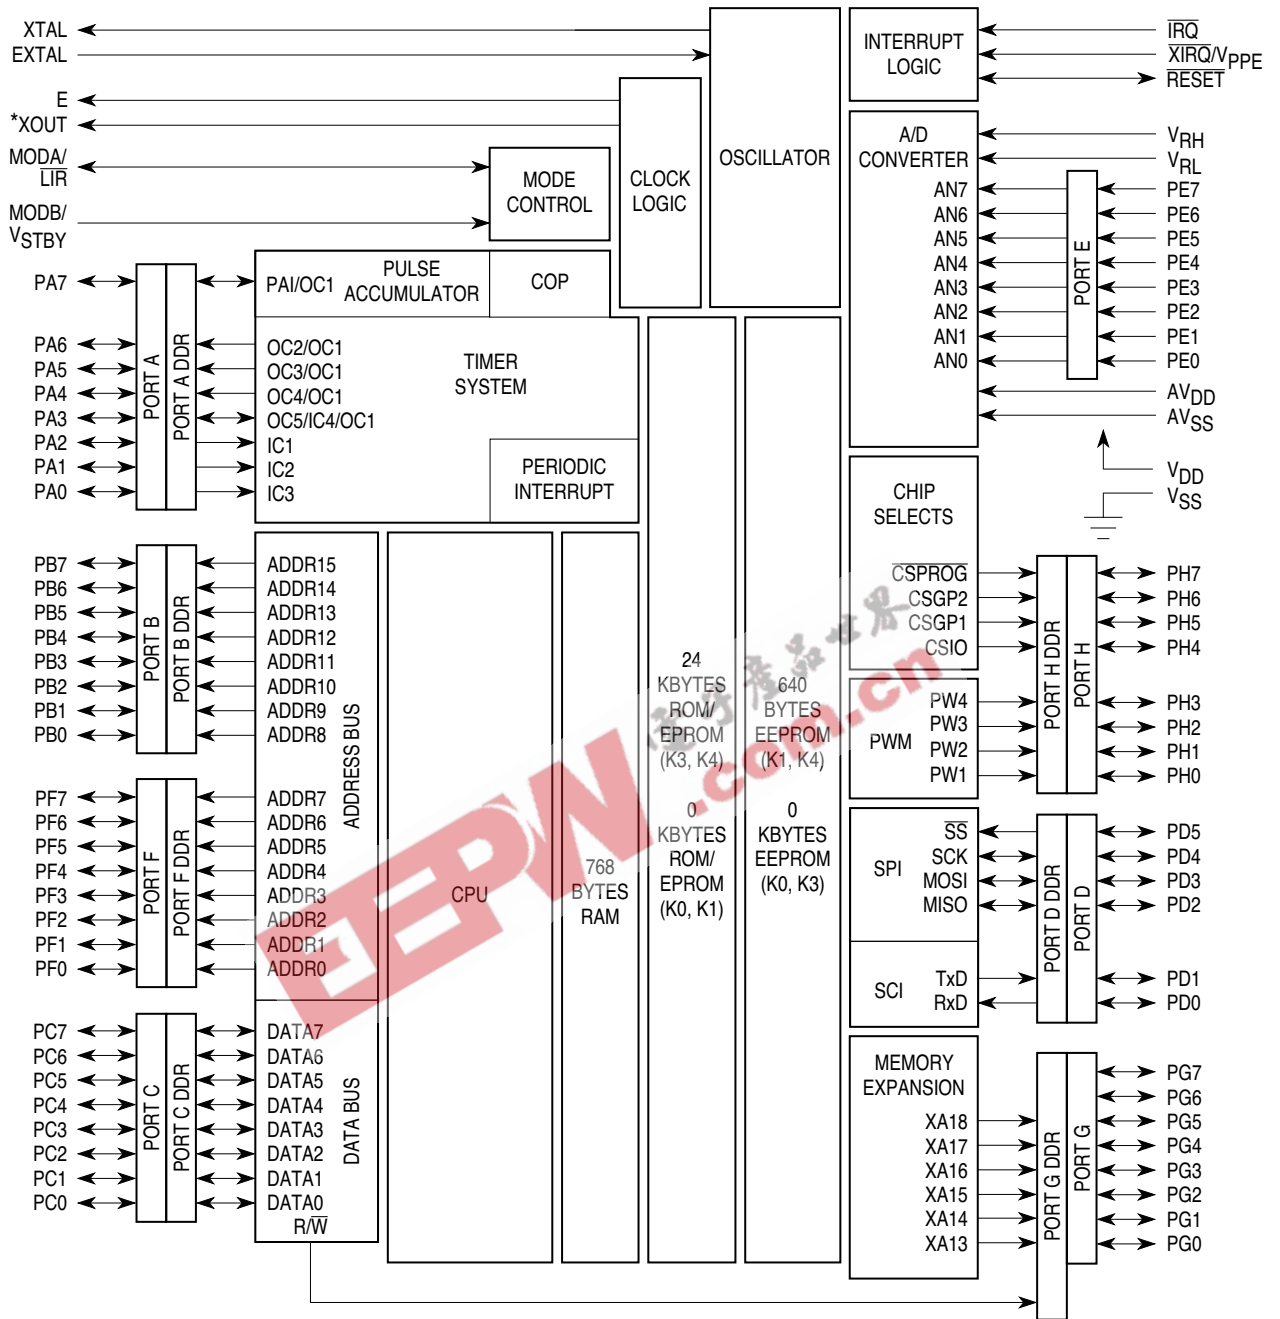 XTAL
EXTAL
E
*XOUT
MODA/
LIR
MODB/
VSTBY
MODE
CONTROL
CLOCK
LOGIC
OSCILLATOR
INTERRUPT
LOGIC
IRQ
XIRQ/VPPE
RESET
A/D
CONVERTER
AN7
AN6
AN5
AN4
AN3
AN2
AN1
AN0
VRH
VRL
PORT E
PE7
PE6
PE5
PE4
PE3
PE2
PE1
PE0
AVDD
AVSS
VDD
VSS
PA7
PA6
PA5
PA4
PA3
PA2
PA1
PA0
PORT A
PORT A DDR
PAI/OC1
PULSE
ACCUMULATOR
COP
OC2/OC1
OC3/OC1
OC4/OC1
OC5/IC4/OC1
IC1
IC2
IC3
TIMER
SYSTEM
PERIODIC
INTERRUPT
PB7
PB6
PB5
PB4
PB3
PB2
PB1
PB0
PORT B
PORT B DDR
ADDR15
ADDR14
ADDR13
ADDR12
ADDR11
ADDR10
ADDR9
ADDR8
ADDRESS BUS
PF7
PF6
PF5
PF4
PF3
PF2
PF1
PF0
PORT F
PORT F DDR
ADDR7
ADDR6
ADDR5
ADDR4
ADDR3
ADDR2
ADDR1
ADDR0
PC7
PC6
PC5
PC4
PC3
PC2
PC1
PC0
PORT C
PORT C DDR
DATA7
DATA6
DATA5
DATA4
DATA3
DATA2
DATA1
DATA0
R/W
DATA BUS
CPU
768
BYTES
RAM
24
KBYTES
ROM/
EPROM
(K3, K4)
0
KBYTES
ROM/
EPROM
(K0, K1)
640
BYTES
EEPROM
(K1, K4)
0
KBYTES
EEPROM
(K0, K3)
CHIP
SELECTS
CSPROG
CSGP2
CSGP1
CSIO
PWM
PW4
PW3
PW2
PW1
PORT H DDR
PORT H
PH7
PH6
PH5
PH4
PH3
PH2
PH1
PH0
SPI
SS
SCK
MOSI
MISO
SCI
TxD
RxD
PORT D DDR
PORT D
PD5
PD4
PD3
PD2
PD1
PD0
MEMORY
EXPANSION
XA18
XA17
XA16
XA15
XA14
XA13
PORT G DDR
PORT G
PG7
PG6
PG5
PG4
PG3
PG2
PG1
PG0
EEPW
.com.cn
電子產品世界